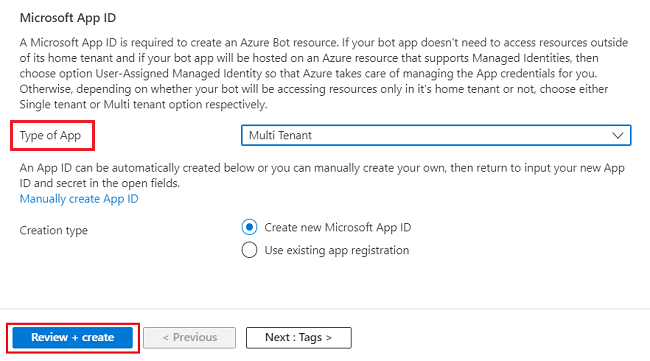 Microsoft App ID
A Microsoft App ID is required to create an Azure Bot resource. If your bot app doesn't need to access resources outside
of its home tenant and if your bot app will be hosted on an Azure resource that supports Managed Identities, then
choose option User-Assigned Managed Identity so that Azure takes care of managing the App credentials for you.
Otherwise, depending on whether your bot will be accessing resources only in it's home tenant or not, choose either
Single tenant or Multi tenant option respectively.
Type of App
Multi Tenant
An App ID can be automatically created below or you can manually create your own, then return to input your new App
ID and secret in the open fields.
Manually create App ID
Creation type
Create new Microsoft App ID
Use existing app registration
Review + create
< Previous
Next : Tags >